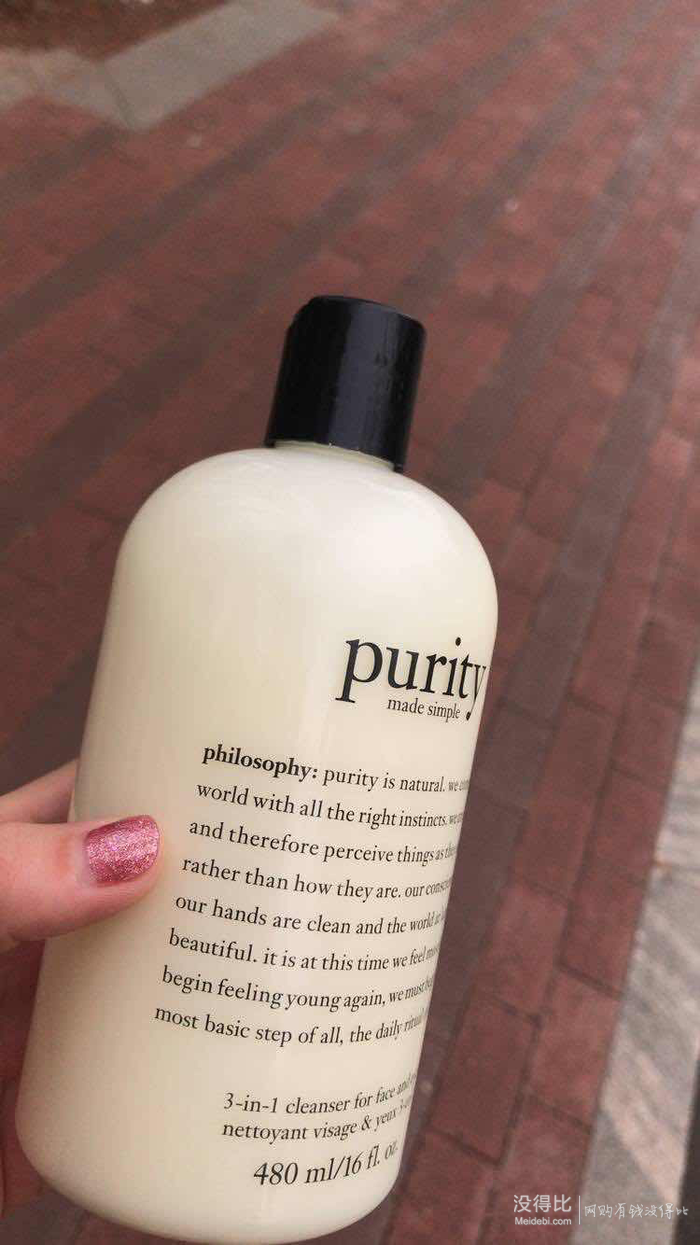 purity
made simple
philosophy: purity is natural. we
world with all the right instincts. we
and therefore perceive things as they
rather than how they are. our
our hands are clean and the world
beautiful. it is at this time we feel
begin feeling young again, we must
most basic step of all, the daily ritual
3-in-1 cleanser for face and
nettoyant visage & yeux
480 ml/16 fl. oz.
没得比
Meidebi.com
网购有钱没得比